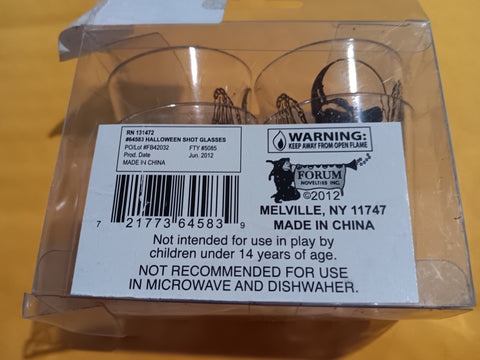 RN 131472
#64583 HALLOWEEN SHOT GLASSES
PO/Lot #FB42032 FTY #5085
Prod. Date Jun. 2012
MADE IN CHINA
7 21773 64583 9
WARNING:
KEEP AWAY FROM OPEN FLAME
FORUM
NOVELTIES INC.
©2012
MELVILLE, NY 11747
MADE IN CHINA
Not intended for use in play by
children under 14 years of age.
NOT RECOMMENDED FOR USE
IN MICROWAVE AND DISHWAHER.